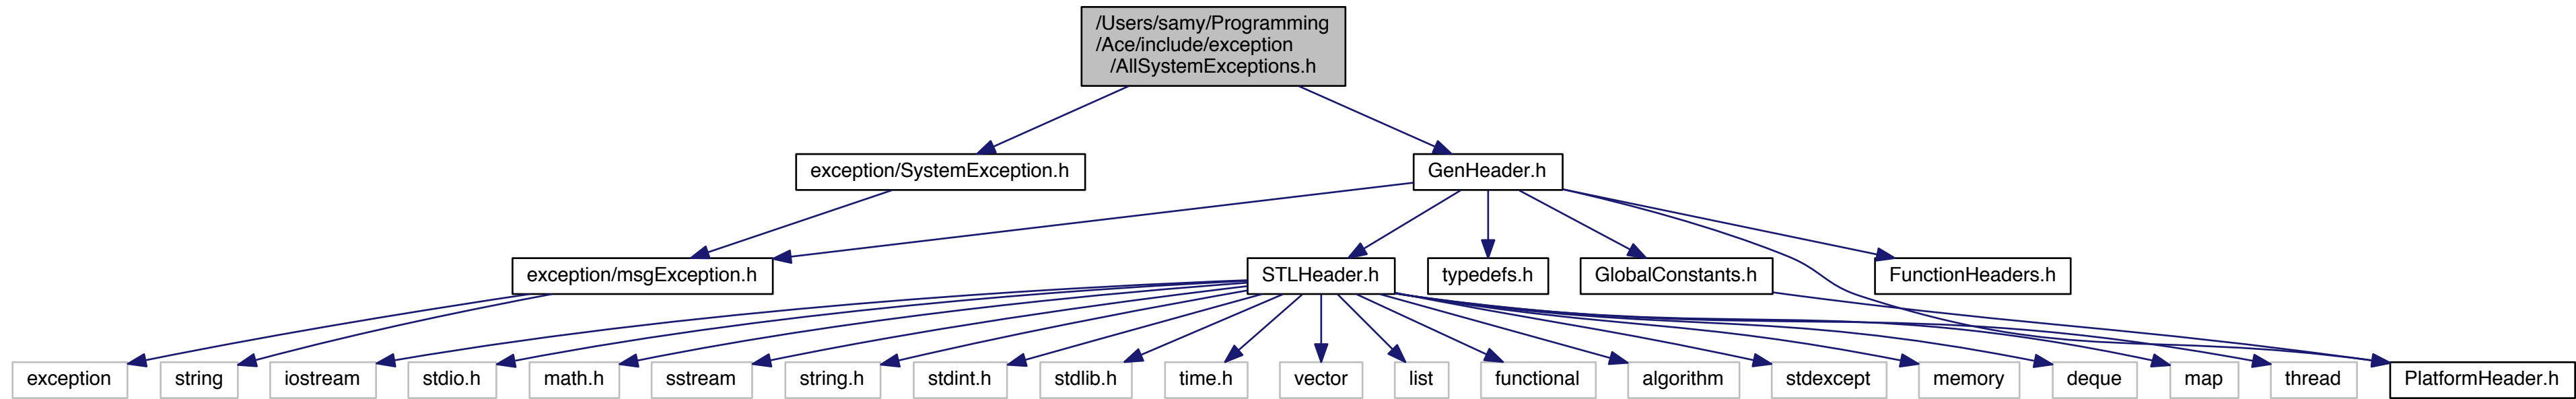 /Users/samy/Programming
/Ace/include/exception
/AllSystemExceptions.h
exception/SystemException.h
GenHeader.h
exception/msgException.h
STLHeader.h
typedefs.h
GlobalConstants.h
FunctionHeaders.h
exception
string
iostream
stdio.h
math.h
sstream
string.h
stdint.h
stdlib.h
time.h
vector
list
functional
algorithm
stdexcept
memory
deque
map
thread
PlatformHeader.h